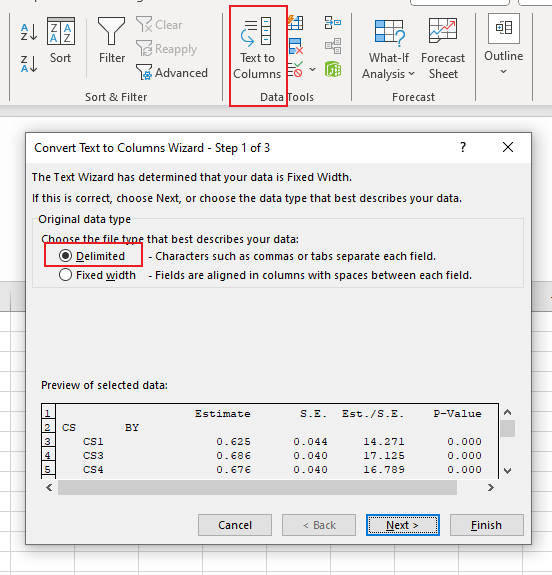 Clear
Reapply
Advanced
Sort
Filter
Text to
Columns
What-If
Analysis
Forecast
Sheet
Outline
Sort & Filter
Data Tools
Forecast
Convert Text to Columns Wizard - Step 1 of 3
The Text Wizard has determined that your data is Fixed Width.
If this is correct, choose Next, or choose the data type that best describes your data.
Original data type
Choose the file type that best describes your data:
Delimited - Characters such as commas or tabs separate each field.
Fixed width - Fields are aligned in columns with spaces between each field.
Preview of selected data:
1 Estimate S.E. Est./S.E. P-Value
2 CS BY
3 CS1 0.625 0.044 14.271 0.000
4 CS3 0.686 0.040 17.125 0.000
5 CS4 0.676 0.040 16.789 0.000
Cancel < Back Next > Finish